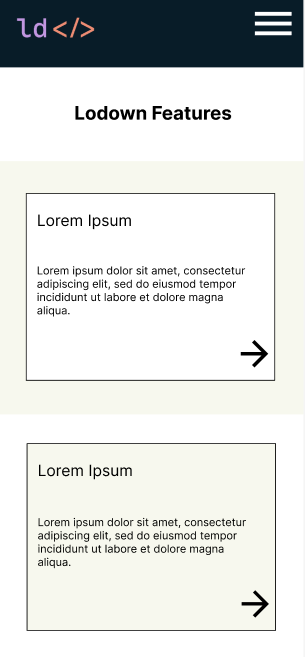 ld</>
Lodown Features
Lorem Ipsum
Lorem ipsum dolor sit amet, consectetur
adipiscing elit, sed do eiusmod tempor
incididunt ut labore et dolore magna
aliqua.
Lorem Ipsum
Lorem ipsum dolor sit amet, consectetur
adipiscing elit, sed do eiusmod tempor
incididunt ut labore et dolore magna
aliqua.